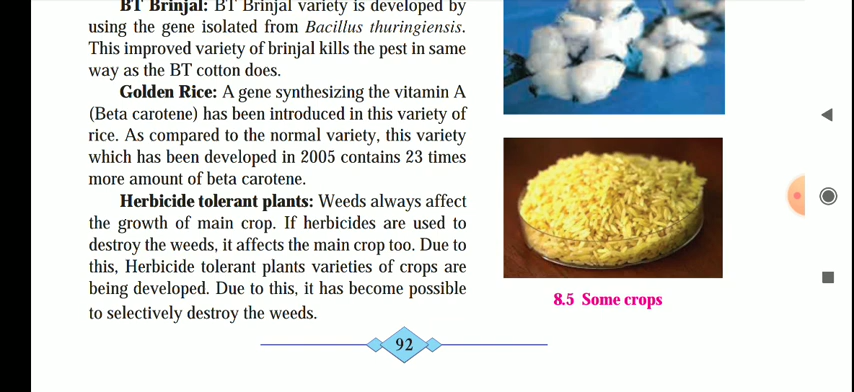 BT Brinjal: BT Brinjal variety is developed by
using the gene isolated from Bacillus thuringiensis.
This improved variety of brinjal kills the pest in same
way as the BT cotton does.
Golden Rice: A gene synthesizing the vitamin A
(Beta carotene) has been introduced in this variety of
rice. As compared to the normal variety, this variety
which has been developed in 2005 contains 23 times
more amount of beta carotene.
Herbicide tolerant plants: Weeds always affect
the growth of main crop. If herbicides are used to
destroy the weeds, it affects the main crop too. Due to
this, Herbicide tolerant plants varieties of crops are
being developed. Due to this, it has become possible
to selectively destroy the weeds.
8.5 Some crops
92